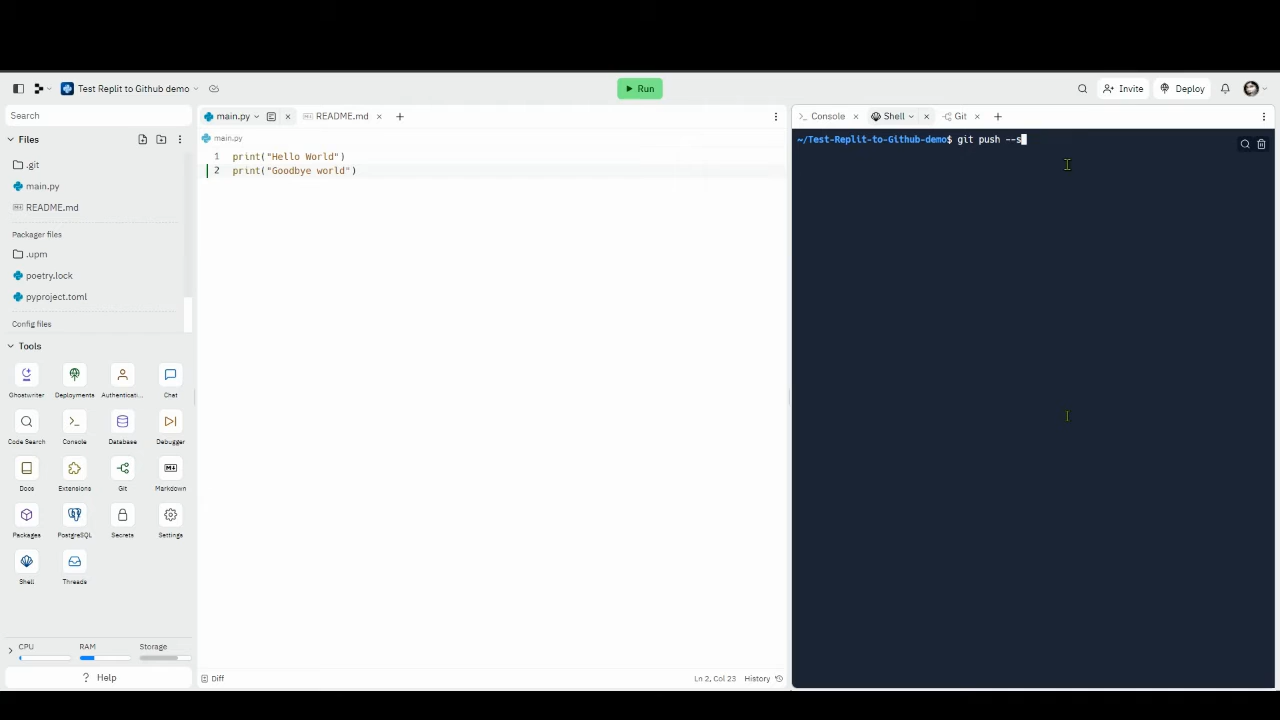 Test Replit to Github demo
Run
Invite
Deploy
Search
Files
.git
main.py
README.md
Packager files
.upm
poetry.lock
pyproject.toml
Config files
Tools
Ghostwriter
Deployments
Authenticati...
Chat
Code Search
Console
Database
Debugger
Docs
Extensions
Git
Markdown
Packages
PostgreSQL
Secrets
Settings
Shell
Threads
CPU
RAM
Storage
? Help
main.py
README.md
main.py
1 print("Hello World")
2 print("Goodbye world")
Diff
Ln 2, Col 23
History
Console
Shell
Git
~/Test-Replit-to-Github-demo$ git push --s